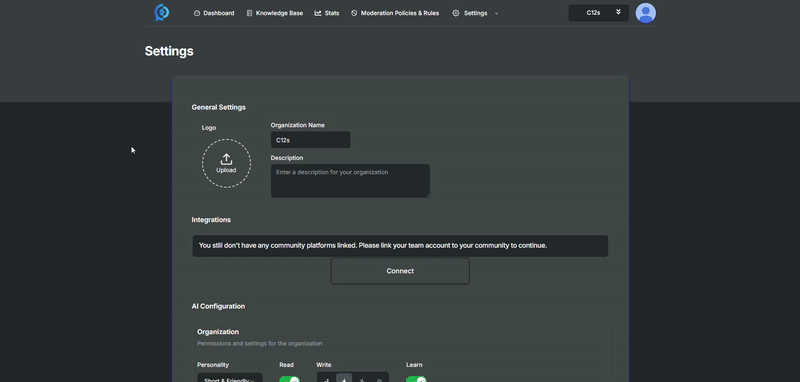 Dashboard Knowledge Base Stats Moderation Policies & Rules Settings C12s
Settings
General Settings
Logo
Organization Name
Upload
C12s
Description
Enter a description for your organization
Integrations
You still don't have any community platforms linked. Please link your team account to your community to continue.
Connect
AI Configuration
Organization
Permissions and settings for the organization
Personality Read Write Learn
Short & Friendly